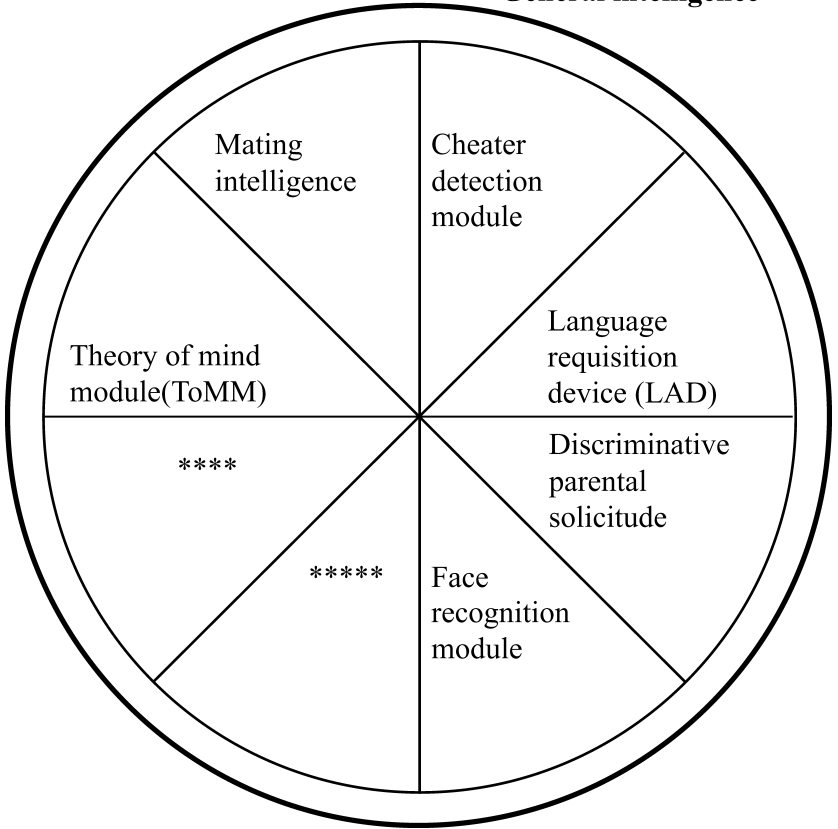 General Intelligence
Mating
intelligence
Cheater
detection
module
Theory of mind
module(ToMM)
Language
requisition
device (LAD)
****
Discriminative
parental
solicitude
*****
Face
recognition
module